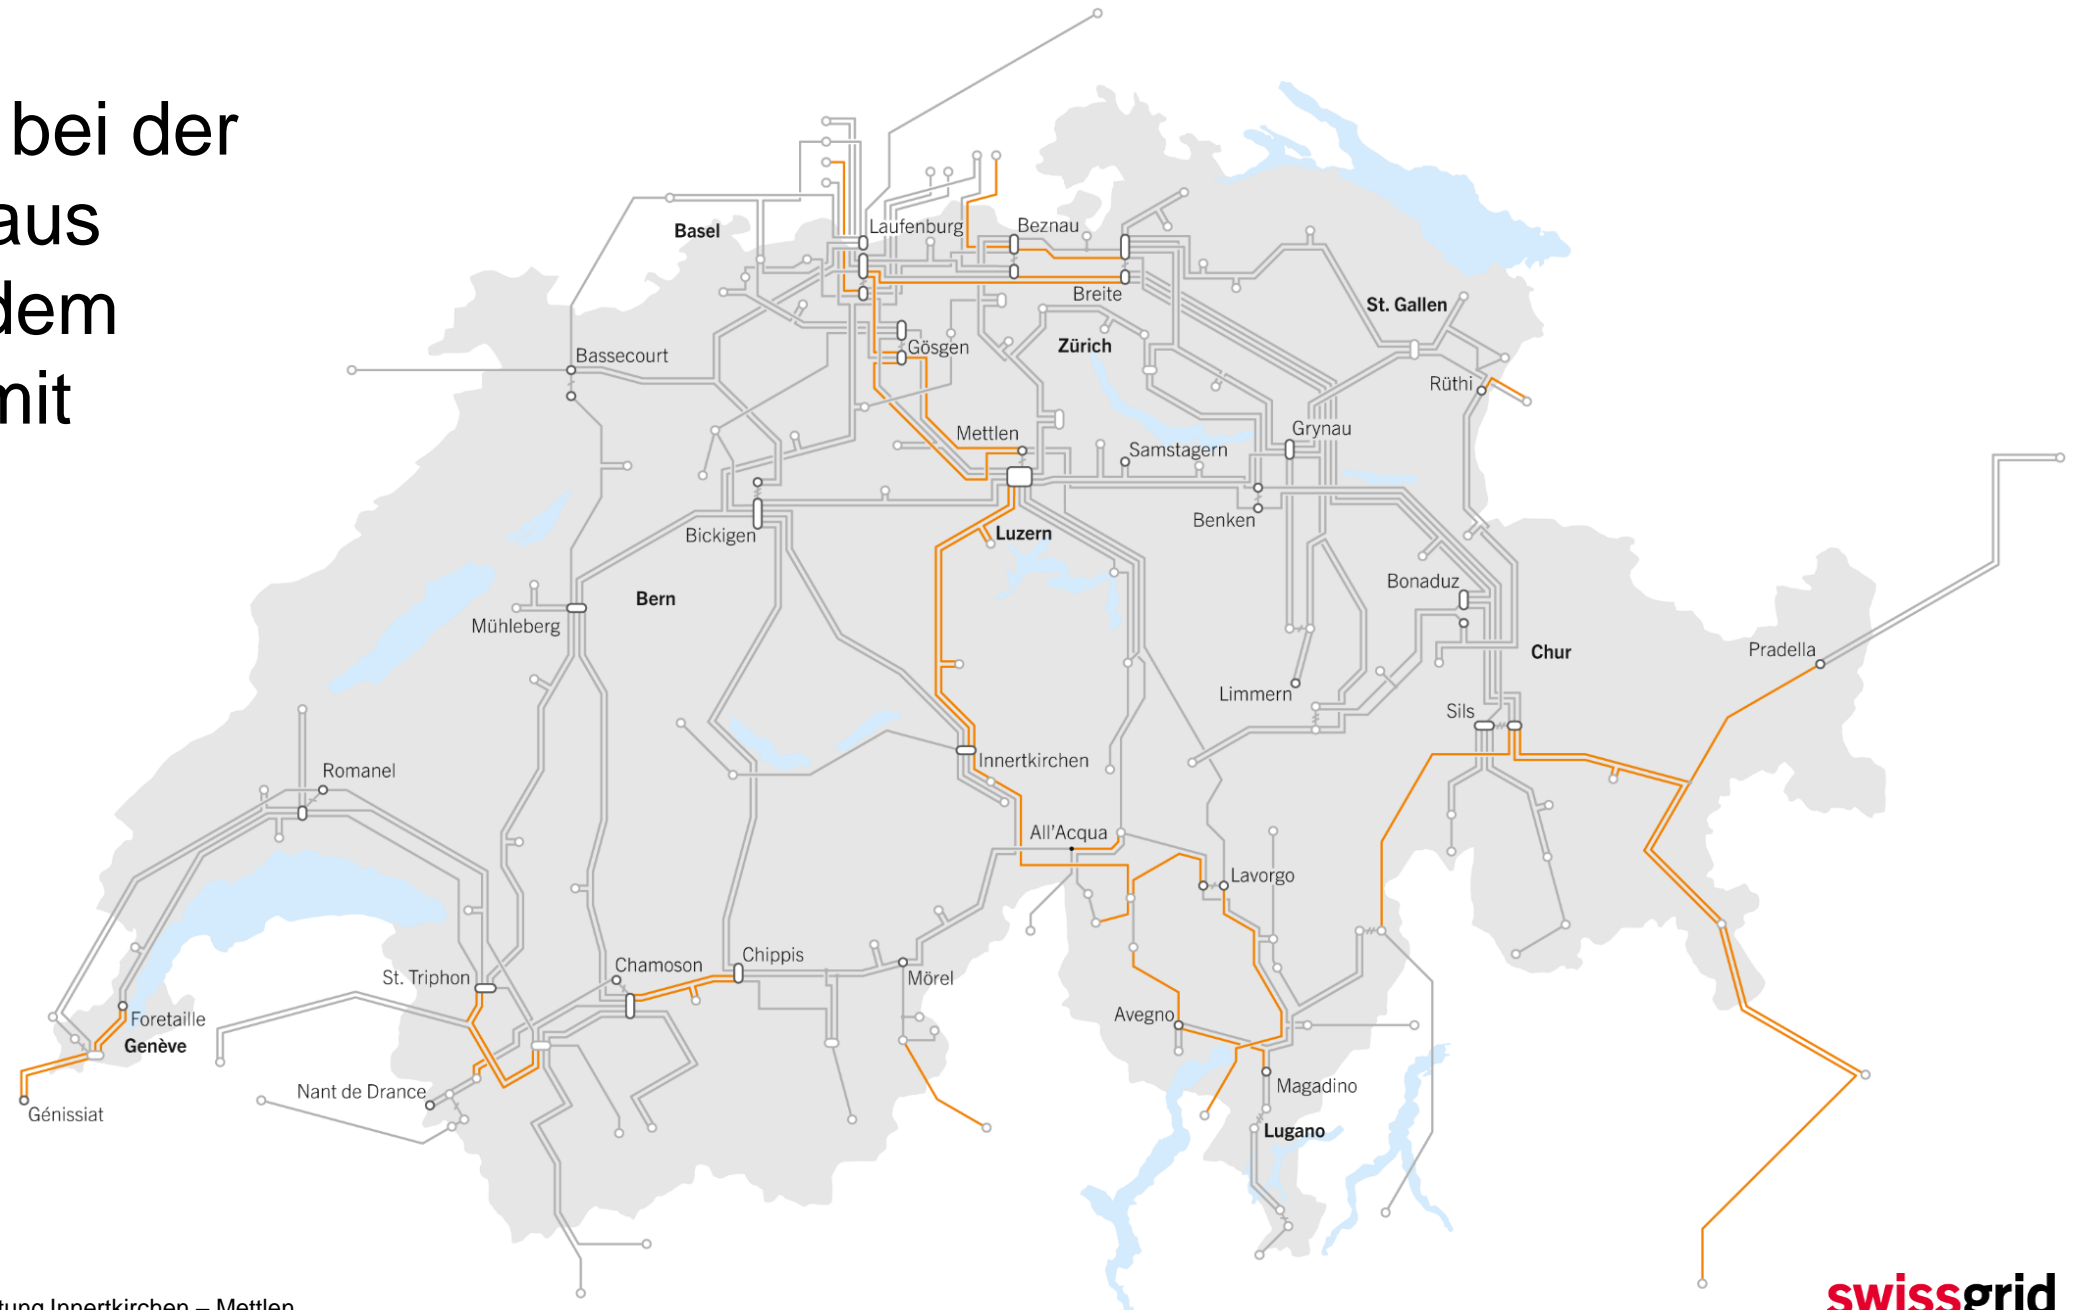 bei der
aus
dem
mit
Basel
Laufenburg
Beznau
Breite
St. Gallen
Zürich
Gösgen
Bassecourt
Rüthi
Mettlen
Grynau
Samstagern
Bickigen
Luzern
Benken
Bonaduz
Bern
Mühleberg
Chur
Pradella
Limmern
Sils
Innertkirchen
Romanel
All'Acqua
Lavorgo
Chippis
Chamoson
St. Triphon
Mörel
Foretaille
Avegno
Genève
Nant de Drance
Magadino
Génissiat
Lugano
Innertkirchen – Mettlen
swissgrid